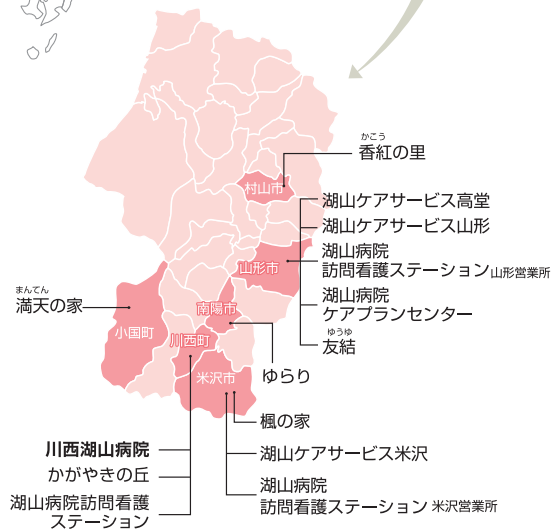 かこう
香紅の里
村山市
湖山ケアサービス高堂
湖山ケアサービス山形
湖山病院
訪問看護ステーション山形営業所
山形市
湖山病院
ケアプランセンター
ゆうゆ
友結
まんてん
満天の家
小国町
南陽市
ゆらり
川西町
米沢市
楓の家
湖山ケアサービス米沢
湖山病院
訪問看護ステーション 米沢営業所
川西湖山病院
かがやきの丘
湖山病院訪問看護
ステーション